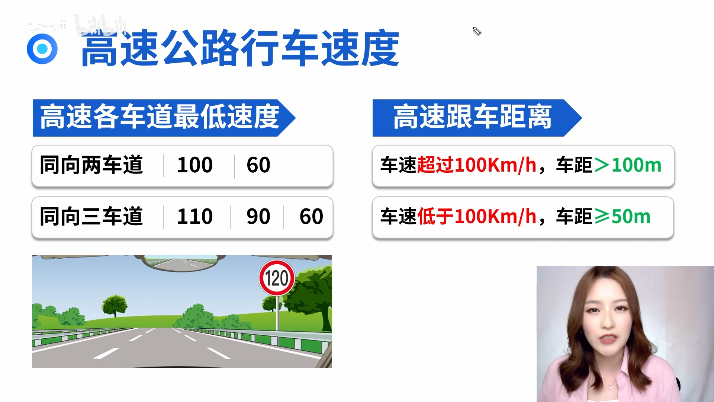 高速公路行车速度
高速各车道最低速度
同向两车道 100 60
同向三车道 110 90 60
120
高速跟车距离
车速超过100Km/h，车距＞100m
车速低于100Km/h，车距≥50m